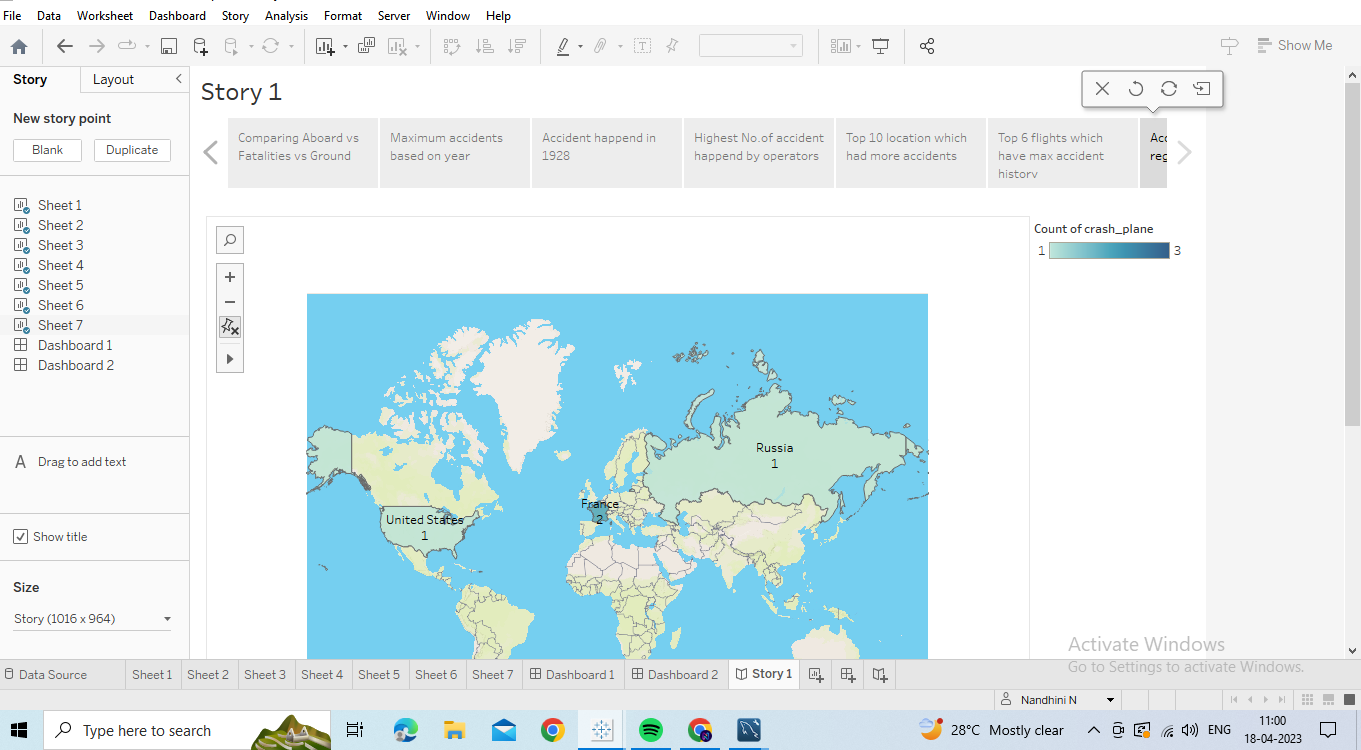 File Data Worksheet Dashboard Story Analysis Format Server Window Help
Show Me
Story Layout
New story point
Blank Duplicate
Sheet 1
Sheet 2
Sheet 3
Sheet 4
Sheet 5
Sheet 6
Sheet 7
Dashboard 1
Dashboard 2
A Drag to add text
Show title
Size
Story (1016 x 964)
Story 1
Comparing Aboard vs
Fatalities vs Ground
Maximum accidents
based on year
Accident happend in
1928
Highest No.of accident
happend by operators
Top 10 location which
had more accidents
Top 6 flights which
have max accident
history
Acc
reg
Count of crash_plane
1 3
Russia
1
France
2
United States
1
Activate Windows
Go to Settings to activate Windows.
Data Source Sheet 1 Sheet 2 Sheet 3 Sheet 4 Sheet 5 Sheet 6 Sheet 7 Dashboard 1 Dashboard 2 Story 1
Nandhini N
Type here to search
28°C Mostly clear
ENG
11:00
18-04-2023